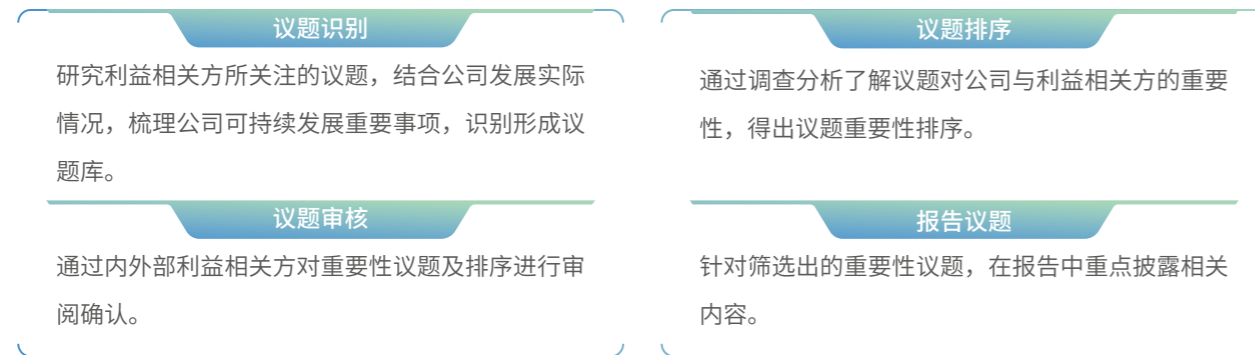 议题识别
研究利益相关方所关注的议题，结合公司发展实际
情况，梳理公司可持续发展重要事项，识别形成议
题库。
议题排序
通过调查分析了解议题对公司与利益相关方的重要
性，得出议题重要性排序。
议题审核
通过内外部利益相关方对重要性议题及排序进行审
阅确认。
报告议题
针对筛选出的重要性议题，在报告中重点披露相关
内容。